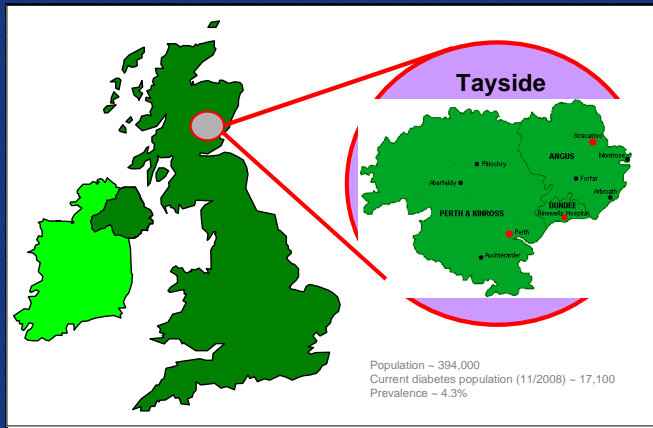 Tayside
Stracathro
ANGUS
Montrose
Pitlochry
Forfar
Aberfeldy
Arbroath
DUNDEE
Ninewells Hospital
PERTH & KINROSS
Perth
Auchterarder
Population ~ 394,000
Current diabetes population (11/2008) ~ 17,100
Prevalence ~ 4.3%